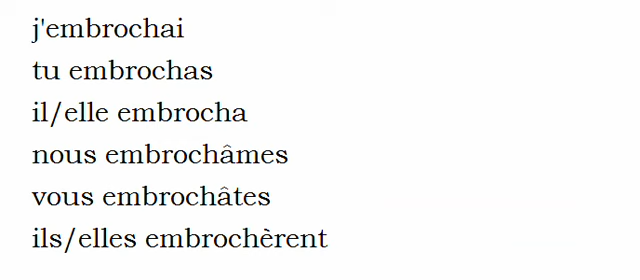 j'embrochai
tu embrochas
il/elle embrocha
nous embrochâmes
vous embrochâtes
ils/elles embrochèrent